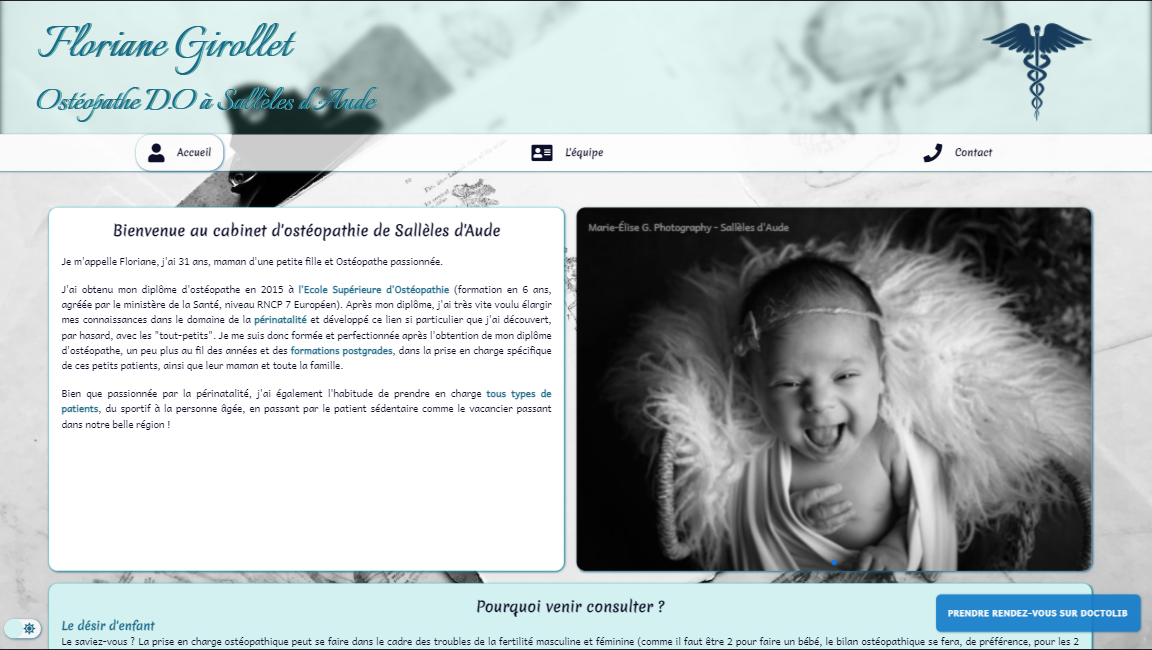 Floriane Girollet
Ostéopathe D.O à Sallèles d'Aude
Accueil
L'équipe
Contact
Bienvenue au cabinet d'ostéopathie de Sallèles d'Aude
Je m'appelle Floriane, j'ai 31 ans, maman d'une petite fille et Ostéopathe passionnée.
J'ai obtenu mon diplôme d'ostéopathe en 2015 à l'Ecole Supérieure d'Ostéopathie (formation en 6 ans,
agréée par le ministère de la Santé, niveau RNCP 7 Européen). Après mon diplôme, j'ai très vite voulu élargir
mes connaissances dans le domaine de la périnatalité et développé ce lien si particulier que j'ai découvert,
par hasard, avec les "tout-petits". Je me suis donc formée et perfectionnée après l'obtention de mon diplôme
d'ostéopathe, un peu plus au fil des années et des formations postgrades, dans la prise en charge spécifique
de ces petits patients, ainsi que leur maman et toute la famille.
Bien que passionnée par la périnatalité, j'ai également l'habitude de prendre en charge tous types de
patients, du sportif à la personne âgée, en passant par le patient sédentaire comme le vacancier passant
dans notre belle région !
Marie-Élise G. Photography - Sallèles d'Aude
Pourquoi venir consulter ?
Le désir d'enfant
Le saviez-vous ? La prise en charge ostéopathique peut se faire dans le cadre des troubles de la fertilité masculine et féminine (comme il faut être 2 pour faire un bébé, le bilan ostéopathique se fera, de préférence, pour les 2
PRENDRE RENDEZ-VOUS SUR DOCTOLIB